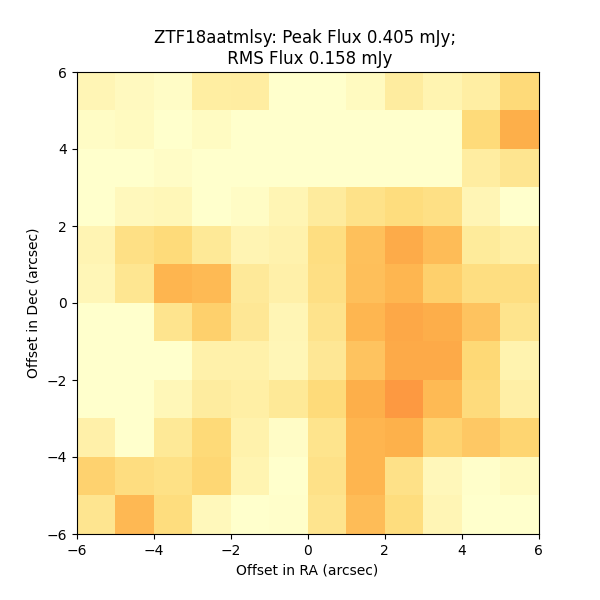 ZTF18aatmlsy: Peak Flux 0.405 mJy;
RMS Flux 0.158 mJy
6
4
2
0
−2
−4
−6
Offset in Dec (arcsec)
−6 −4 −2 0 2 4 6
Offset in RA (arcsec)